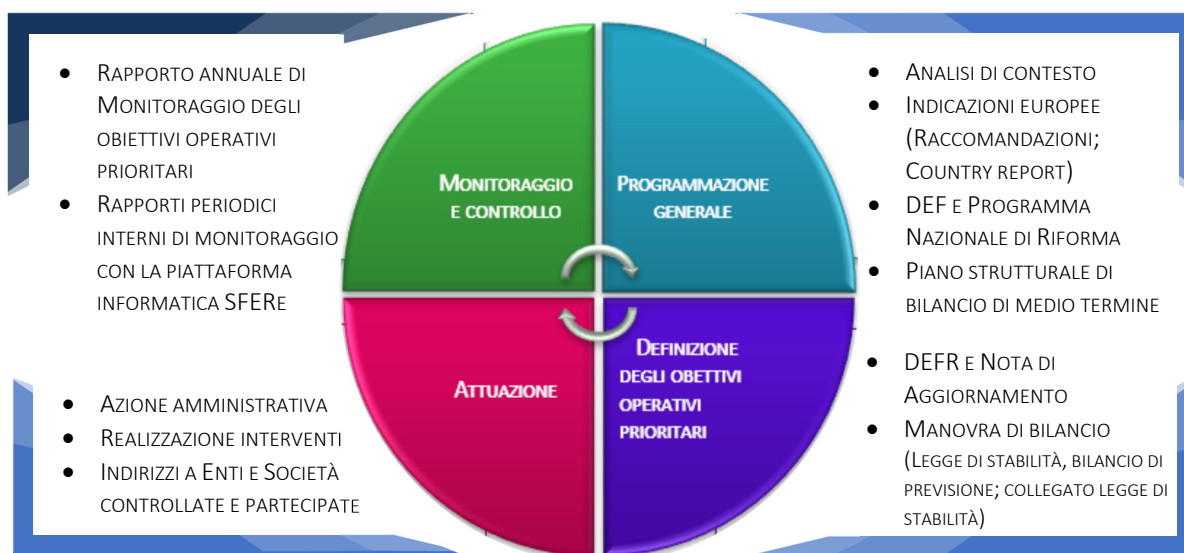 • RAPPORTO ANNUALE DI
MONITORAGGIO DEGLI
OBIETTIVI OPERATIVI
PRIORITARI
• RAPPORTI PERIODICI
INTERNI DI MONITORAGGIO
CON LA PIATTAFORMA
INFORMATICA SFERE
MONITORAGGIO
E CONTROLLO
PROGRAMMAZIONE
GENERALE
• ANALISI DI CONTESTO
• INDICAZIONI EUROPEE
(RACCOMANDAZIONI;
COUNTRY REPORT)
• DEF E PROGRAMMA
NAZIONALE DI RIFORMA
• PIANO STRUTTURALE DI
BILANCIO DI MEDIO TERMINE
• AZIONE AMMINISTRATIVA
• REALIZZAZIONE INTERVENTI
• INDIRIZZI A ENTI E SOCIETÀ
CONTROLLATE E PARTECIPATE
ATTUAZIONE
DEFINIZIONE
DEGLI OBETTIVI
OPERATIVI
PRIORITARI
• DEFR E NOTA DI
AGGIORNAMENTO
• MANOVRA DI BILANCIO
(LEGGE DI STABILITÀ, BILANCIO DI
PREVISIONE; COLLEGATO LEGGE DI
STABILITÀ)